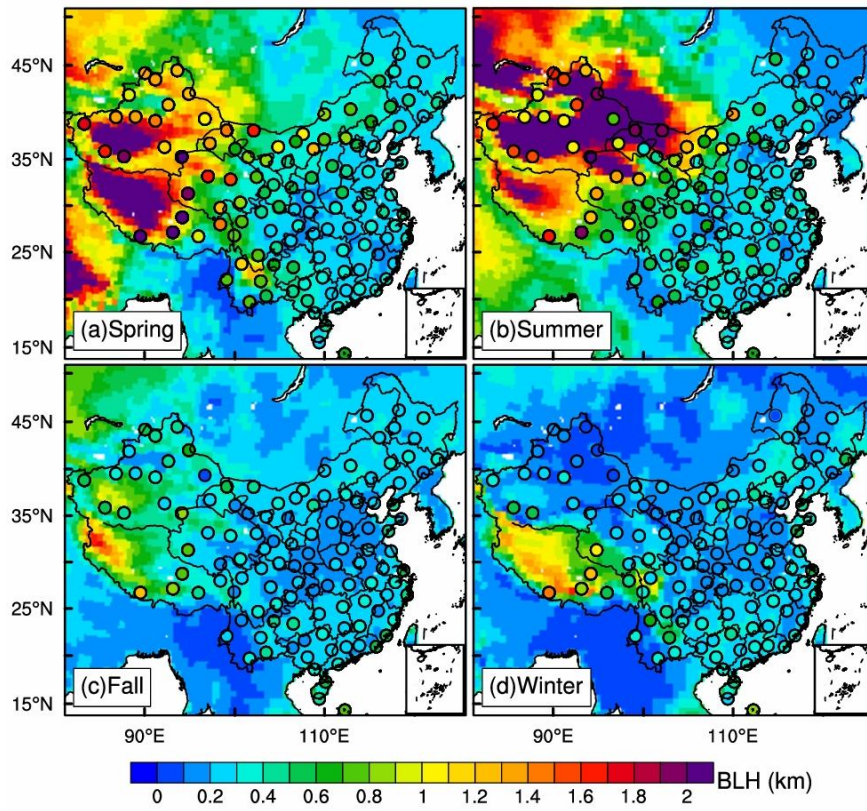 45°N
35°N
25°N
15°N
(a)Spring
(b)Summer
45°N
35°N
25°N
15°N
(c)Fall
(d)Winter
90°E 110°E 90°E 110°E
0 0.2 0.4 0.6 0.8 1 1.2 1.4 1.6 1.8 2 BLH (km)